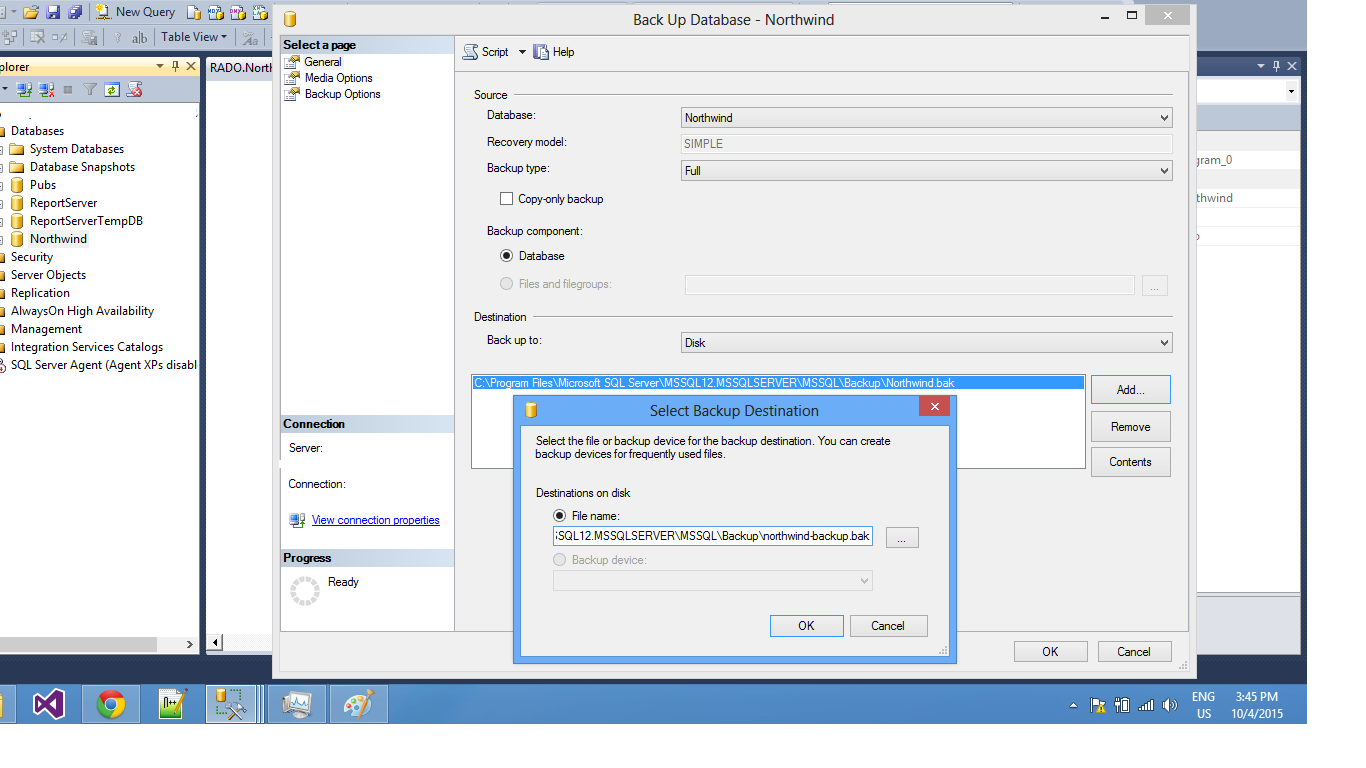 New Query
Table View
plorer
RADO.North
Databases
System Databases
Database Snapshots
Pubs
ReportServer
ReportServerTempDB
Northwind
Security
Server Objects
Replication
AlwaysOn High Availability
Management
Integration Services Catalogs
SQL Server Agent (Agent XPs disabl
Back Up Database - Northwind
Select a page
General
Media Options
Backup Options
Connection
Server:
Connection:
View connection properties
Progress
Ready
Script
Help
Source
Database:
Northwind
Recovery model:
SIMPLE
Backup type:
Full
Copy-only backup
Backup component:
Database
Files and filegroups:
...
Destination
Back up to:
Disk
C:\Program Files\Microsoft SQL Server\MSSQL12.MSSQLSERVER\MSSQL\Backup\Northwind.bak
Add...
Remove
Contents
Select Backup Destination
Select the file or backup device for the backup destination. You can create
backup devices for frequently used files.
Destinations on disk
File name:
SQL12.MSSQLSERVER\MSSQL\Backup\northwind-backup.bak
...
Backup device:
OK
Cancel
OK
Cancel
gram_0
thwind
ENG
US
3:45 PM
10/4/2015